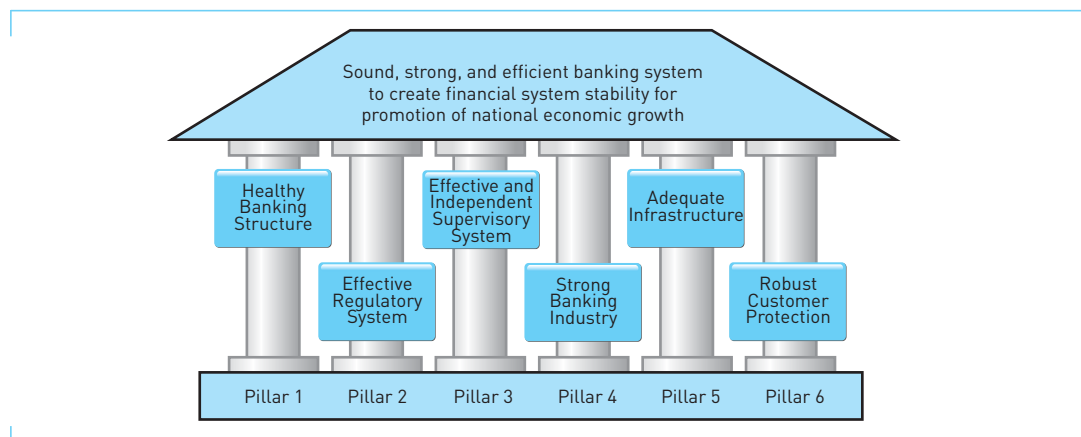 Sound, strong, and efficient banking system
to create financial system stability for
promotion of national economic growth
Healthy
Banking
Structure
Effective
Regulatory
System
Effective and
Independent
Supervisory
System
Strong
Banking
Industry
Adequate
Infrastructure
Robust
Customer
Protection
Pillar 1
Pillar 2
Pillar 3
Pillar 4
Pillar 5
Pillar 6